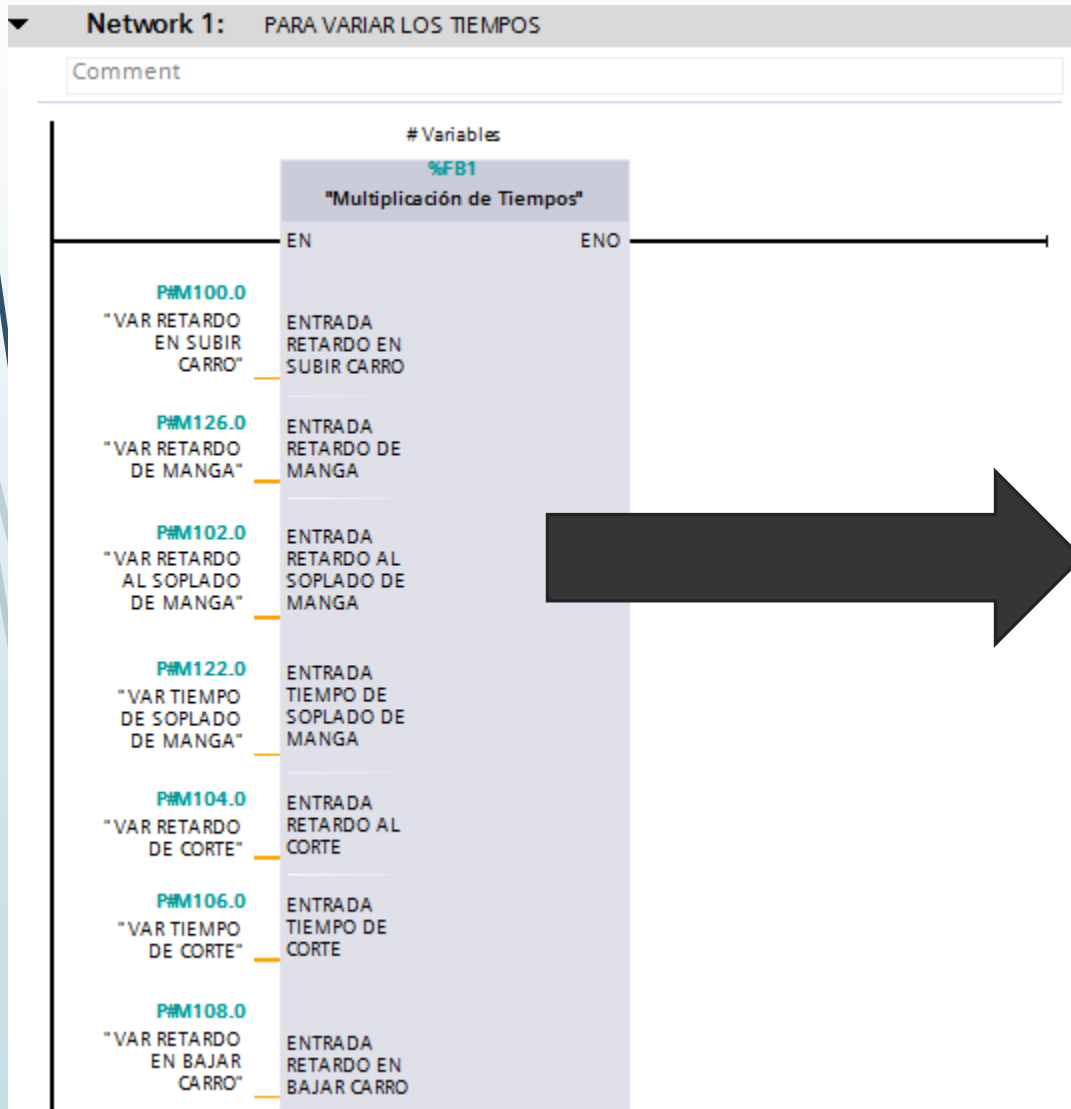 Network 1: PARA VARIAR LOS TIEMPOS
Comment
# Variables
%FB1
"Multiplicación de Tiempos"
EN ENO
P#M100.0
"VAR RETARDO
EN SUBIR
CARRO"
ENTRADA
RETARDO EN
SUBIR CARRO
P#M126.0
"VAR RETARDO
DE MANGA"
ENTRADA
RETARDO DE
MANGA
P#M102.0
"VAR RETARDO
AL SOPLADO
DE MANGA"
ENTRADA
RETARDO AL
SOPLADO DE
MANGA
P#M122.0
"VAR TIEMPO
DE SOPLADO
DE MANGA"
ENTRADA
TIEMPO DE
SOPLADO DE
MANGA
P#M104.0
"VAR RETARDO
DE CORTE"
ENTRADA
RETARDO AL
CORTE
P#M106.0
"VAR TIEMPO
DE CORTE"
ENTRADA
TIEMPO DE
CORTE
P#M108.0
"VAR RETARDO
EN BAJAR
CARRO"
ENTRADA
RETARDO EN
BAJAR CARRO